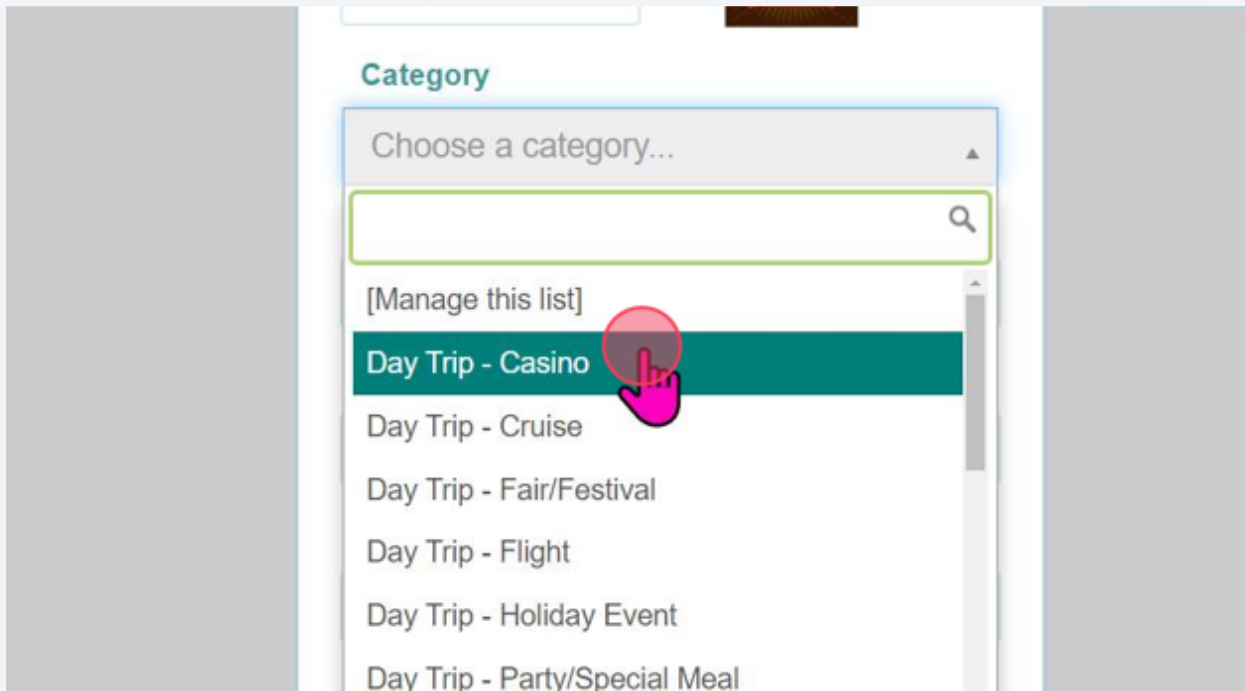 Category
Choose a category...
[Manage this list]
Day Trip - Casino
Day Trip - Cruise
Day Trip - Fair/Festival
Day Trip - Flight
Day Trip - Holiday Event
Day Trip - Party/Special Meal